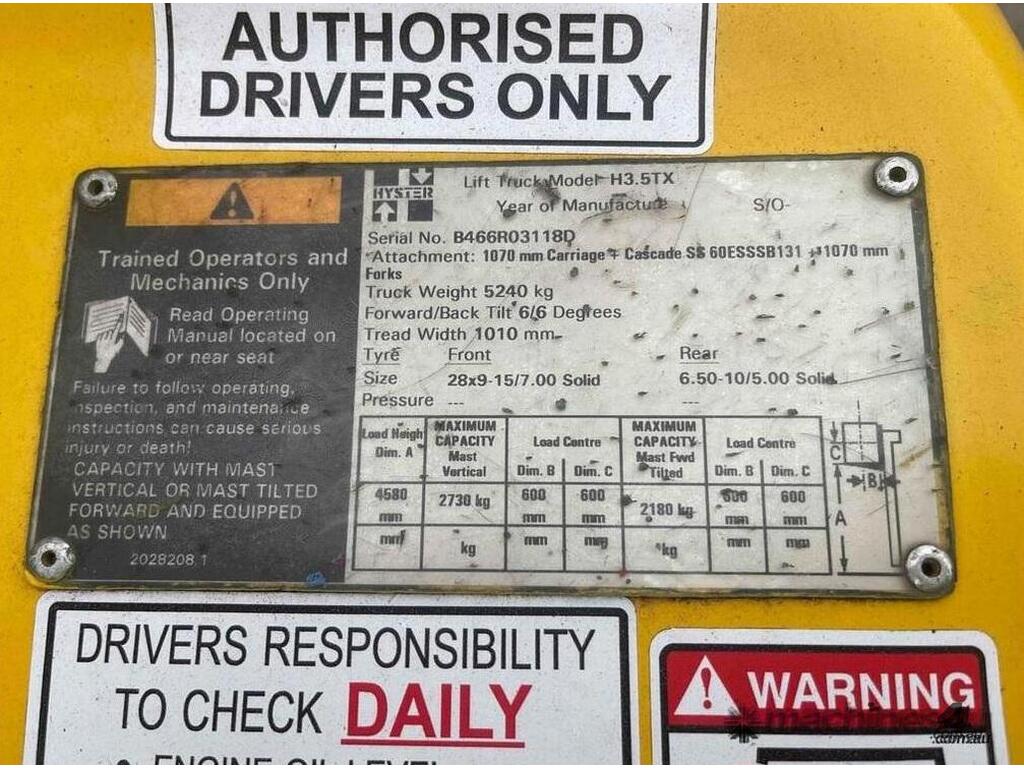 AUTHORISED
DRIVERS ONLY
HYSTER
Lift Truck Model H3.5TX
Year of Manufacture S/O-
Serial No. B466R03118D
Attachment: 1070 mm Carriage + Cascade SS 60ESSSB131 + 1070 mm
Forks
Truck Weight 5240 kg
Forward/Back Tilt 6/6 Degrees
Tread Width 1010 mm
Tyre Front Rear
Size 28x9-15/7.00 Solid 6.50-10/5.00 Solid
Pressure --- ---
Trained Operators and
Mechanics Only
Read Operating
Manual located on
or near seat
Failure to follow operating,
inspection, and maintenance
instructions can cause serious
injury or death!
CAPACITY WITH MAST
VERTICAL OR MAST TILTED
FORWARD AND EQUIPPED
AS SHOWN
2028208 1
Load Heigh
Dim. A
MAXIMUM
CAPACITY
Mast
Vertical
Load Centre
Dim. B Dim. C
MAXIMUM
CAPACITY
Mast Fwd
Tilted
Load Centre
Dim. B Dim. C
4580 mm 2730 kg 600 mm 600 mm 2180 kg 600 mm 600 mm
mm kg mm mm kg mm mm
C
B
A
DRIVERS RESPONSIBILITY
TO CHECK DAILY
• ENGINE OIL LEVEL
WARNING
machines4u
.com.au